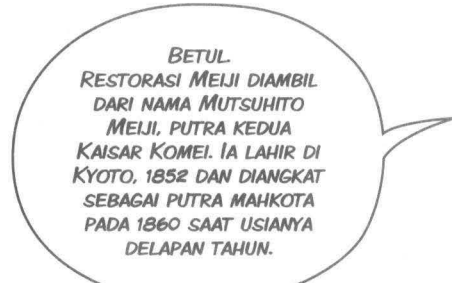 BETUL.
RESTORASI MEIJI DIAMBIL
DARI NAMA MUTSUHITO
MEIJI, PUTRA KEDUA
KAISAR KOMEI. IA LAHIR DI
KYOTO, 1852 DAN DIANGKAT
SEBAGAI PUTRA MAHKOTA
PADA 1860 SAAT USIANYA
DELAPAN TAHUN.